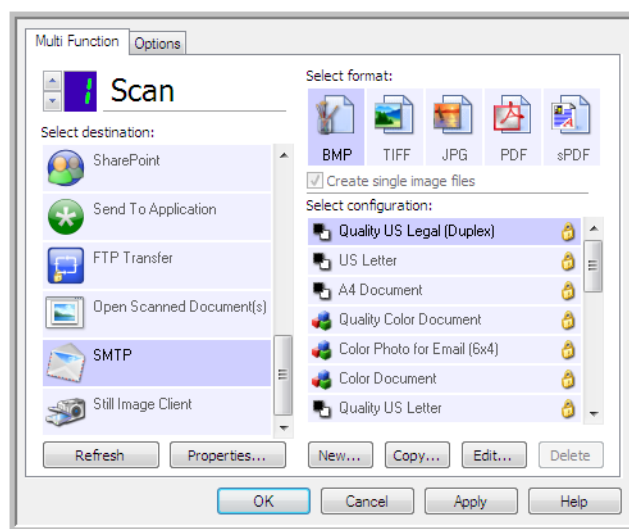 Multi Function
Options
1
Scan
Select destination:
SharePoint
Send To Application
FTP Transfer
Open Scanned Document(s)
SMTP
Still Image Client
Refresh
Properties...
Select format:
BMP
TIFF
JPG
PDF
sPDF
Create single image files
Select configuration:
Quality US Legal (Duplex)
US Letter
A4 Document
Quality Color Document
Color Photo for Email (6x4)
Color Document
Quality US Letter
New...
Copy...
Edit...
Delete
OK
Cancel
Apply
Help